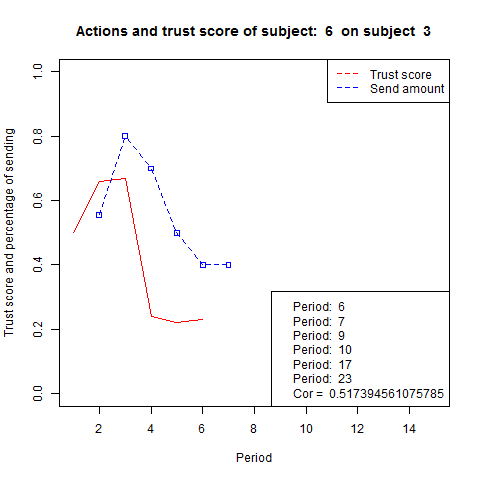 Actions and trust score of subject:  6  on subject  3
Trust score
Send amount
Trust score and percentage of sending
1.0
0.8
0.6
0.4
0.2
0.0
Period:  6
Period:  7
Period:  9
Period:  10
Period:  17
Period:  23
Cor =  0.517394561075785
2 4 6 8 10 12 14
Period